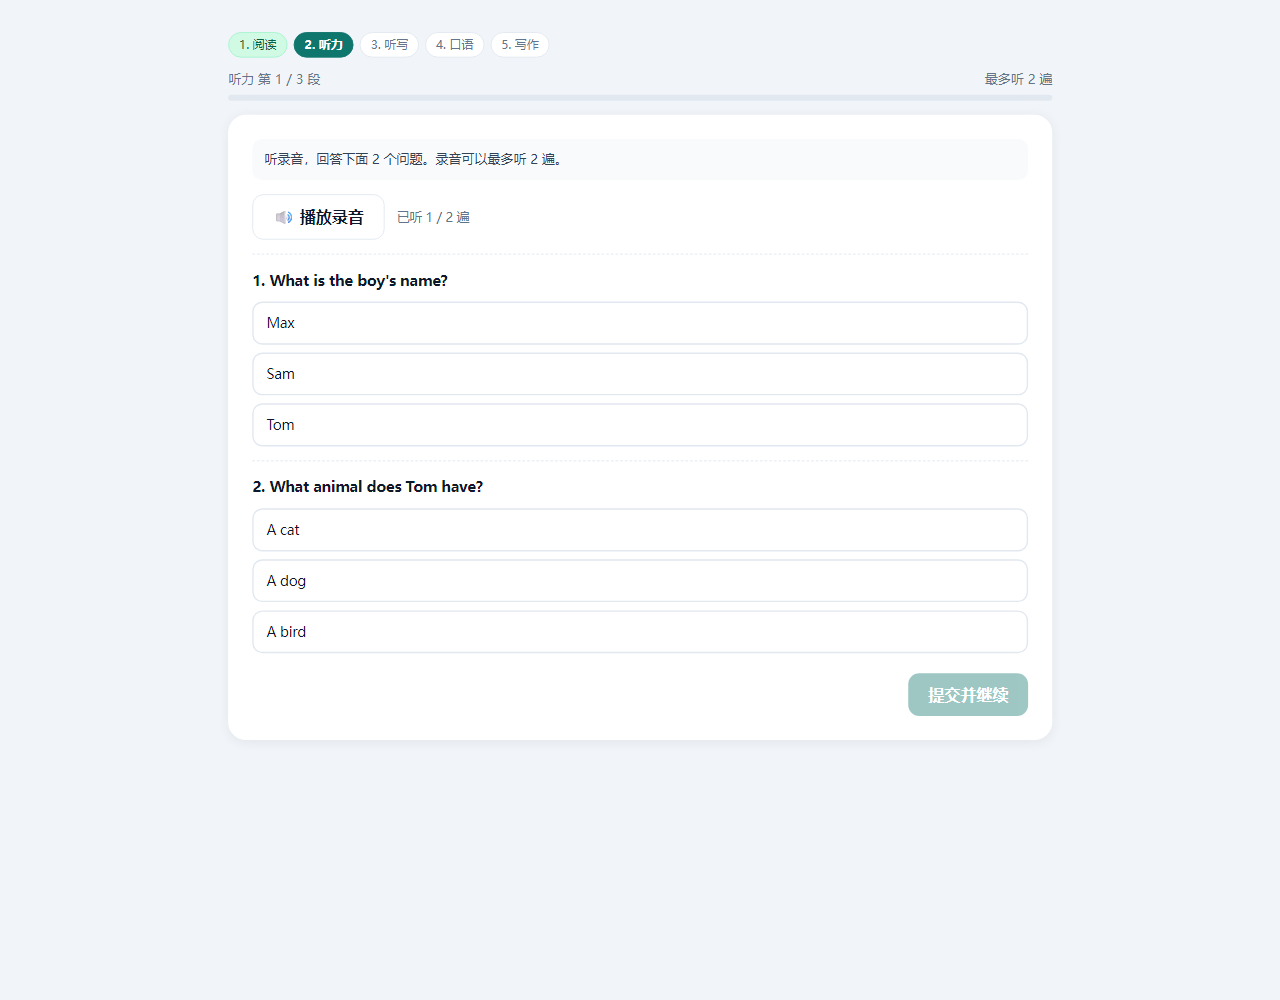 1. 阅读 2. 听力 3. 听写 4. 口语 5. 写作
听力 第 1 / 3 段 最多听 2 遍
听录音，回答下面 2 个问题。录音可以最多听 2 遍。
播放录音 已听 1 / 2 遍
1. What is the boy's name?
Max
Sam
Tom
2. What animal does Tom have?
A cat
A dog
A bird
提交并继续